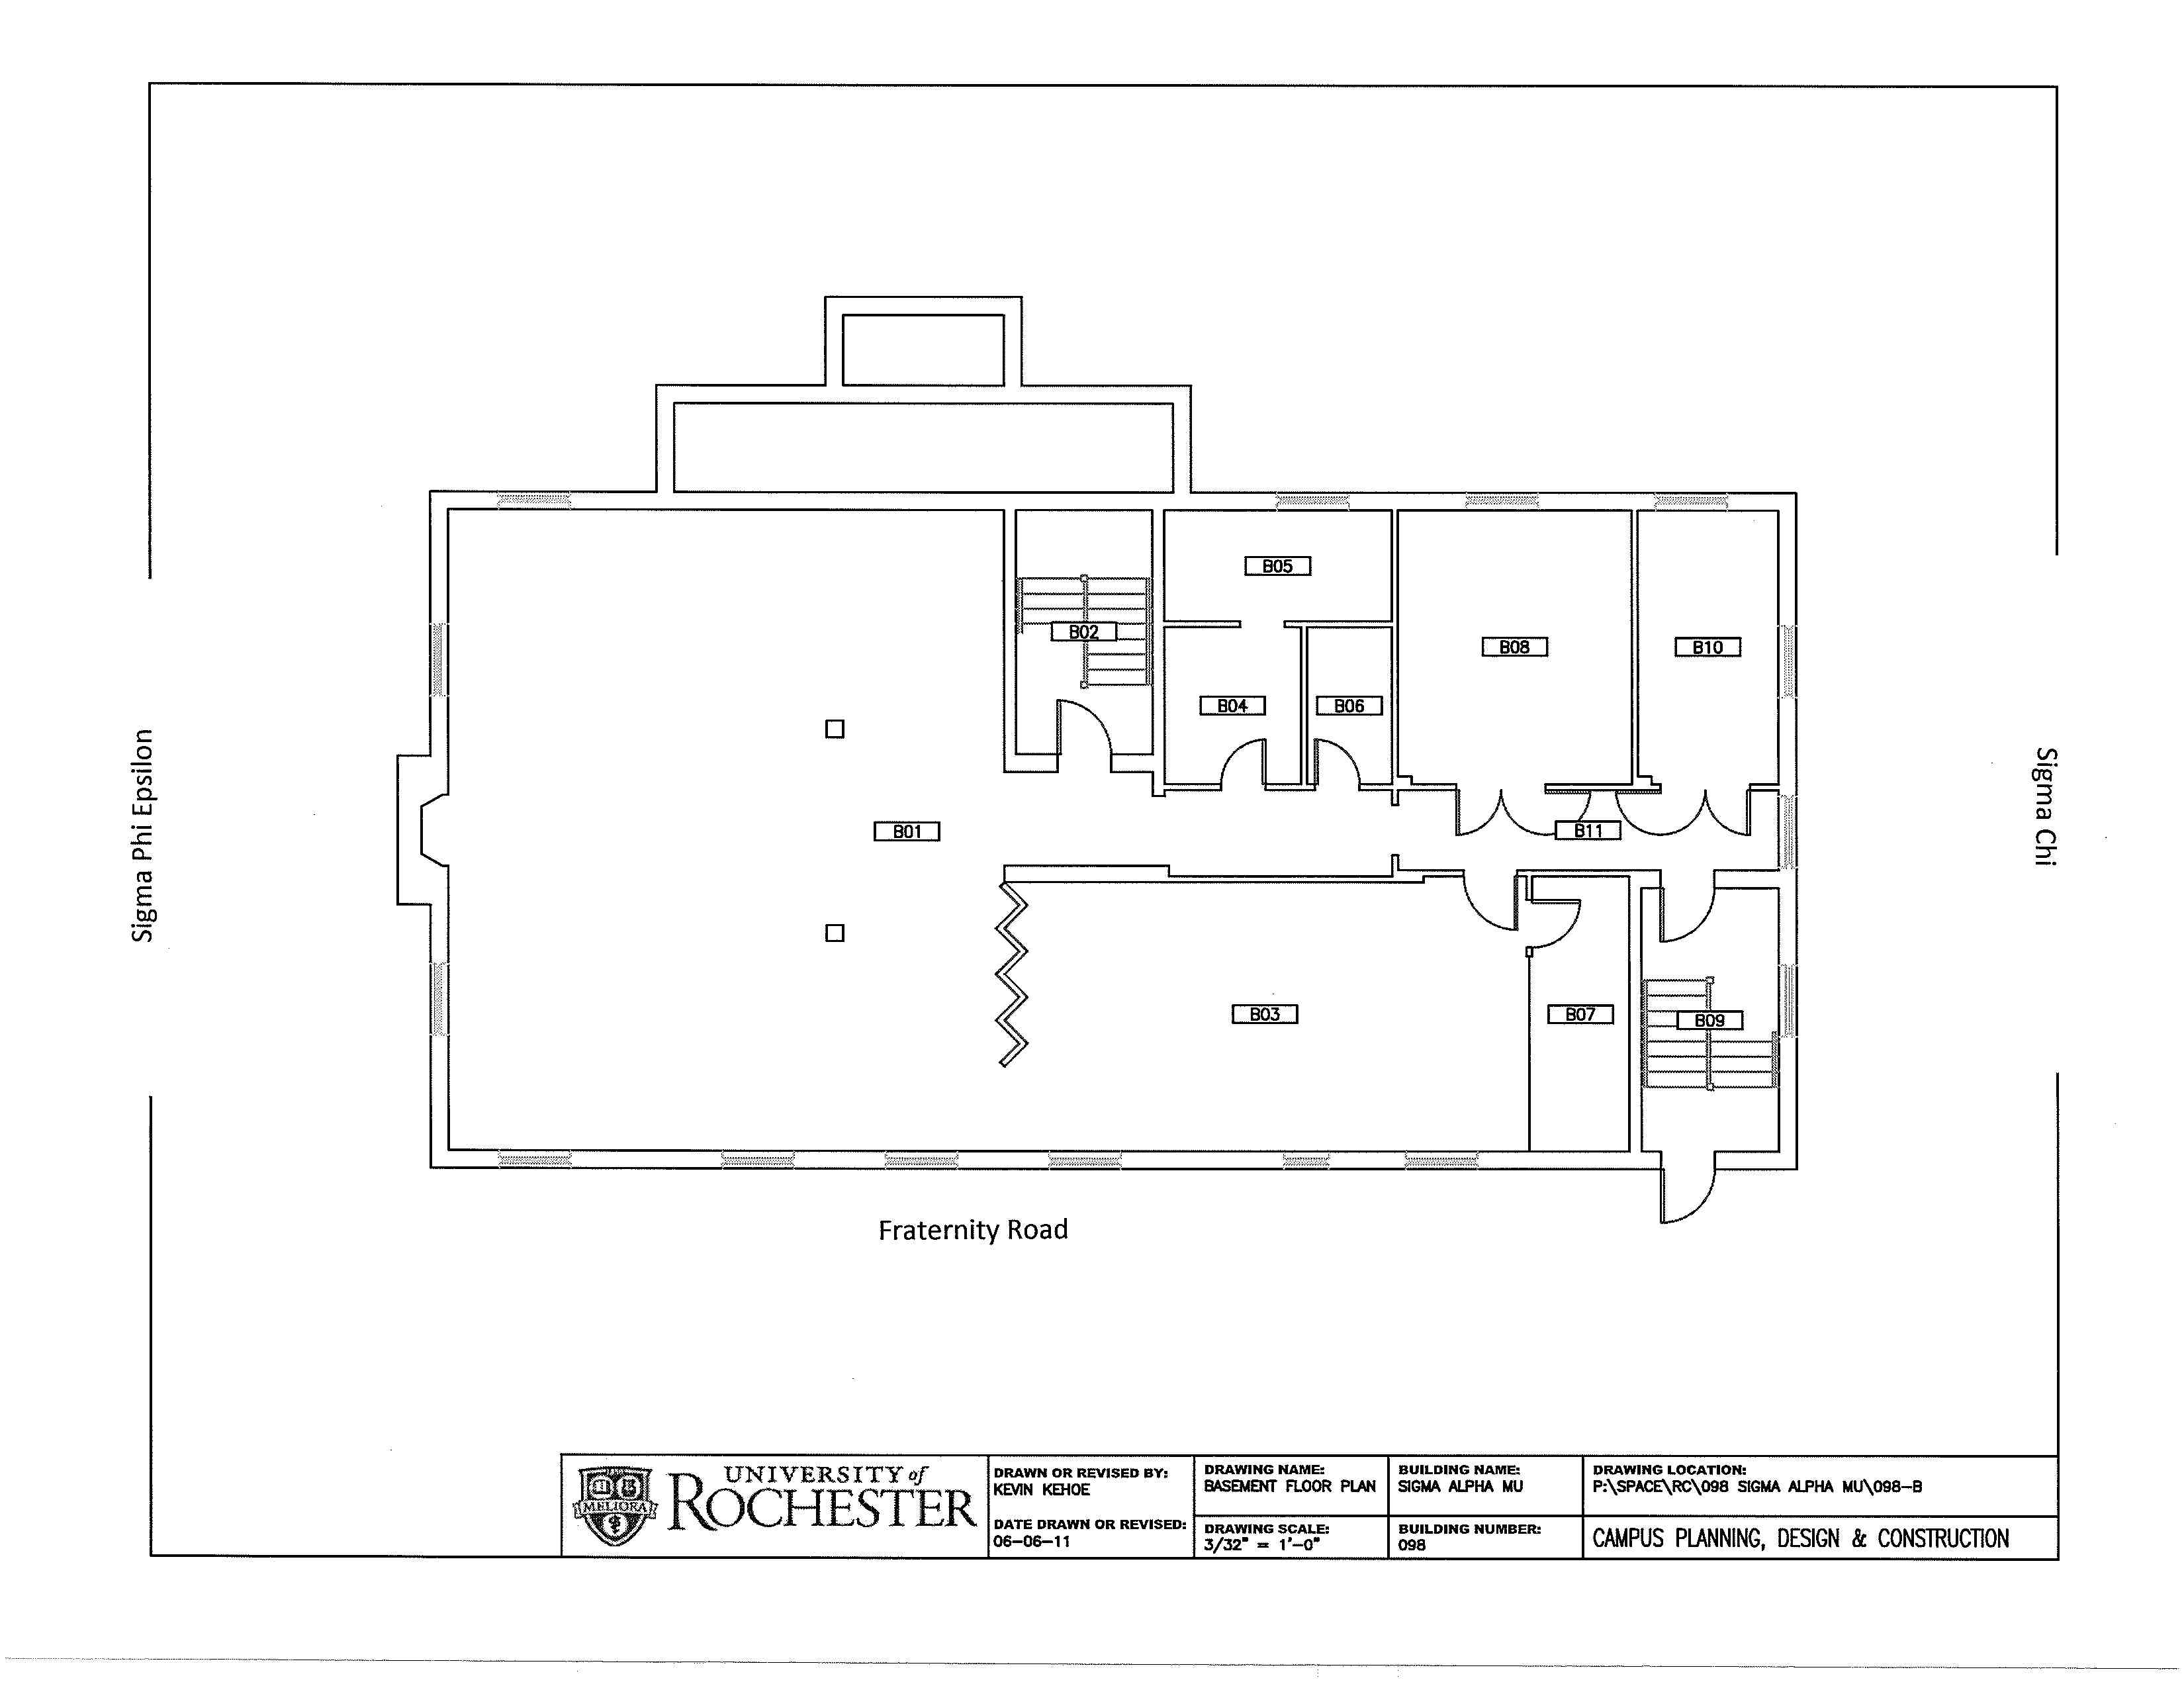 B05
B02
B08
B10
B04
B06
Sigma Phi Epsilon
Sigma Chi
B01
B11
B03
B07
B09
Fraternity Road
MELIORA
UNIVERSITY of
ROCHESTER
DRAWN OR REVISED BY:
KEVIN KEHOE
DATE DRAWN OR REVISED:
06-06-11
DRAWING NAME:
BASEMENT FLOOR PLAN
DRAWING SCALE:
3/32" = 1'-0"
BUILDING NAME:
SIGMA ALPHA MU
BUILDING NUMBER:
098
DRAWING LOCATION:
P:\SPACE\RC\098 SIGMA ALPHA MU\098-B
CAMPUS PLANNING, DESIGN & CONSTRUCTION